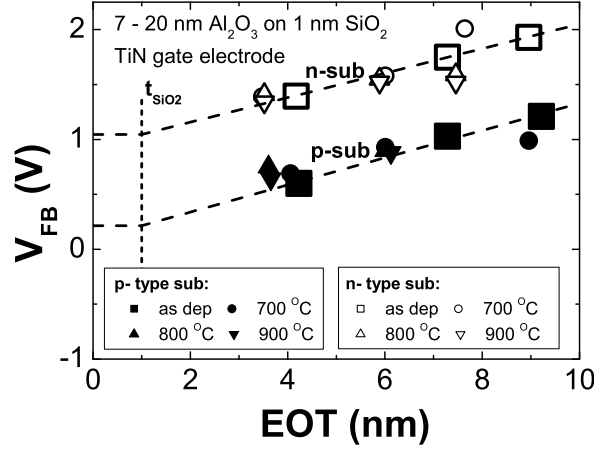 7 - 20 nm Al2O3 on 1 nm SiO2
TiN gate electrode
tSiO2
n-sub
p-sub
VFB (V)
2
1
0
-1
p- type sub:
as dep
700 °C
800 °C
900 °C
n- type sub:
as dep
700 °C
800 °C
900 °C
0 2 4 6 8 10
EOT (nm)